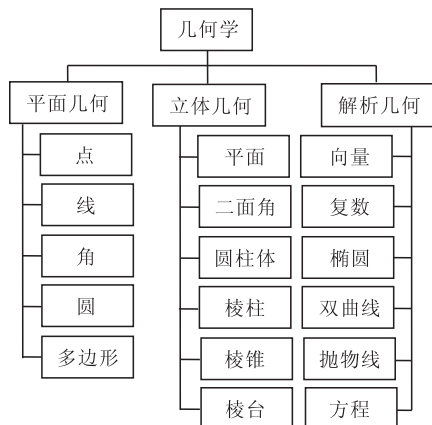 几何学
平面几何
立体几何
解析几何
点
线
角
圆
多边形
平面
二面角
圆柱体
棱柱
棱锥
棱台
向量
复数
椭圆
双曲线
抛物线
方程